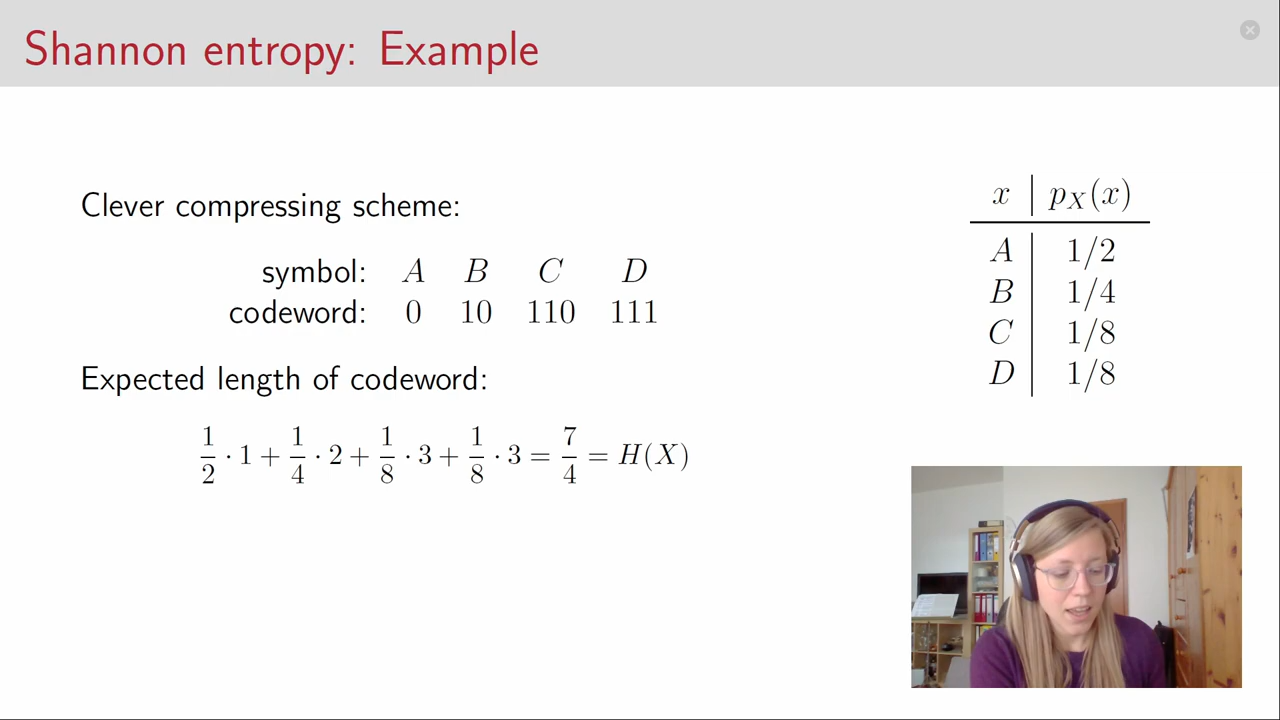 Shannon entropy: Example
Clever compressing scheme:
symbol: A B C D
codeword: 0 10 110 111
Expected length of codeword:
1/2 · 1 + 1/4 · 2 + 1/8 · 3 + 1/8 · 3 = 7/4 = H(X)
x | p_X(x)
A | 1/2
B | 1/4
C | 1/8
D | 1/8